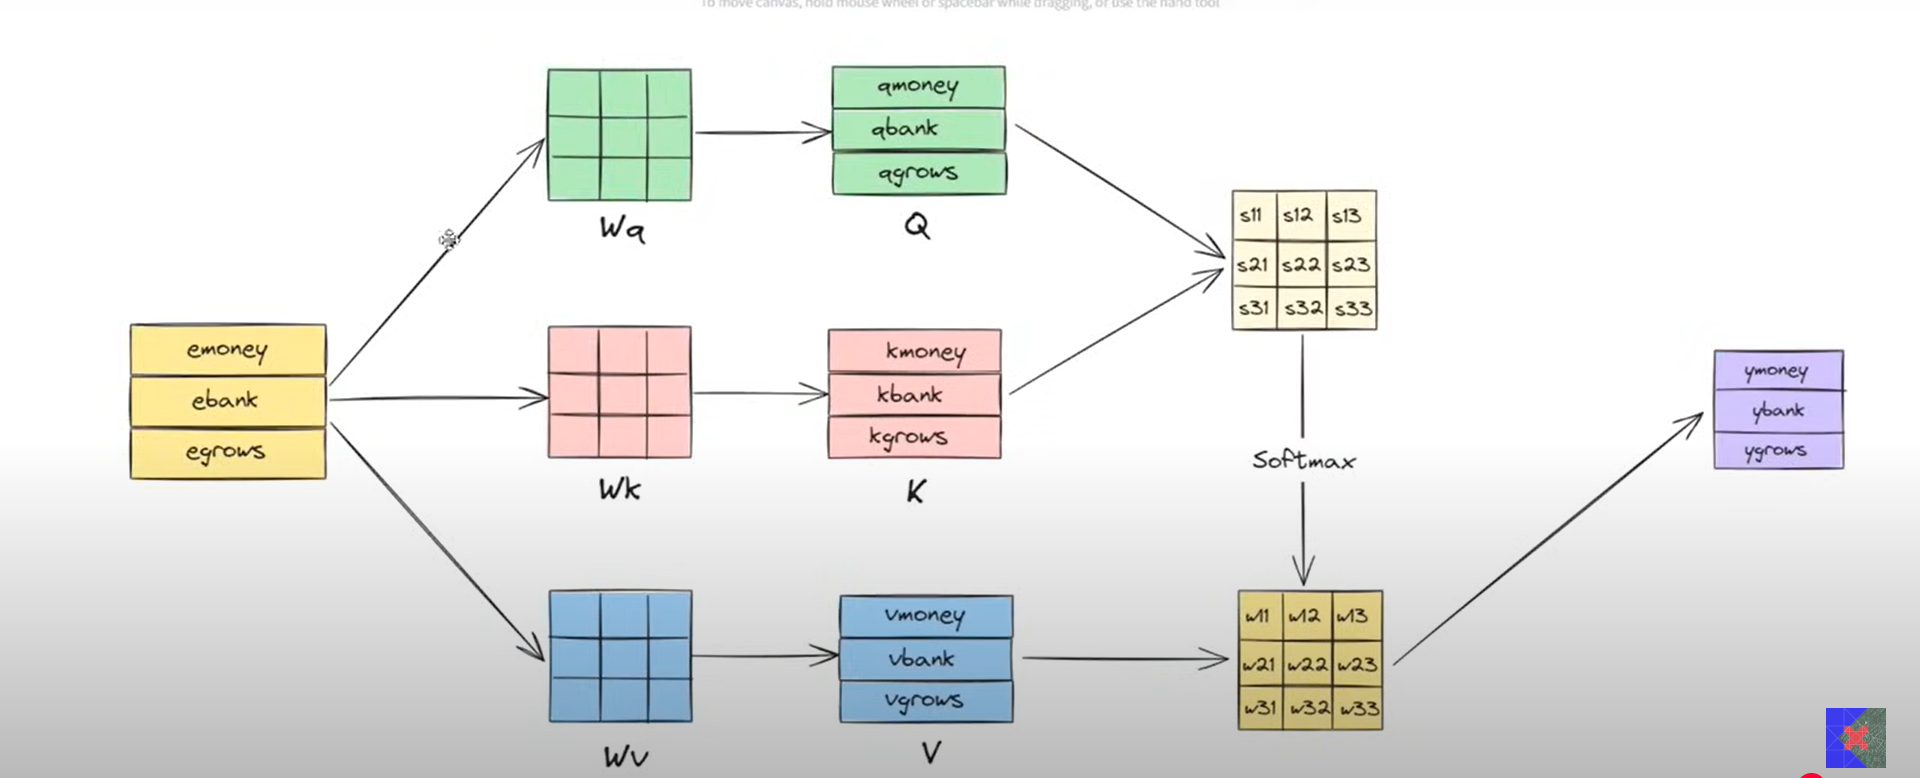 To move canvas, hold mouse wheel or spacebar while dragging, or use the hand tool
qmoney
qbank
qgrows
Wq
Q
s11 s12 s13
s21 s22 s23
s31 s32 s33
emoney
ebank
egrows
kmoney
kbank
kgrows
Wk
K
Softmax
ymoney
ybank
ygrows
vmoney
vbank
vgrows
Wv
V
w11 w12 w13
w21 w22 w23
w31 w32 w33